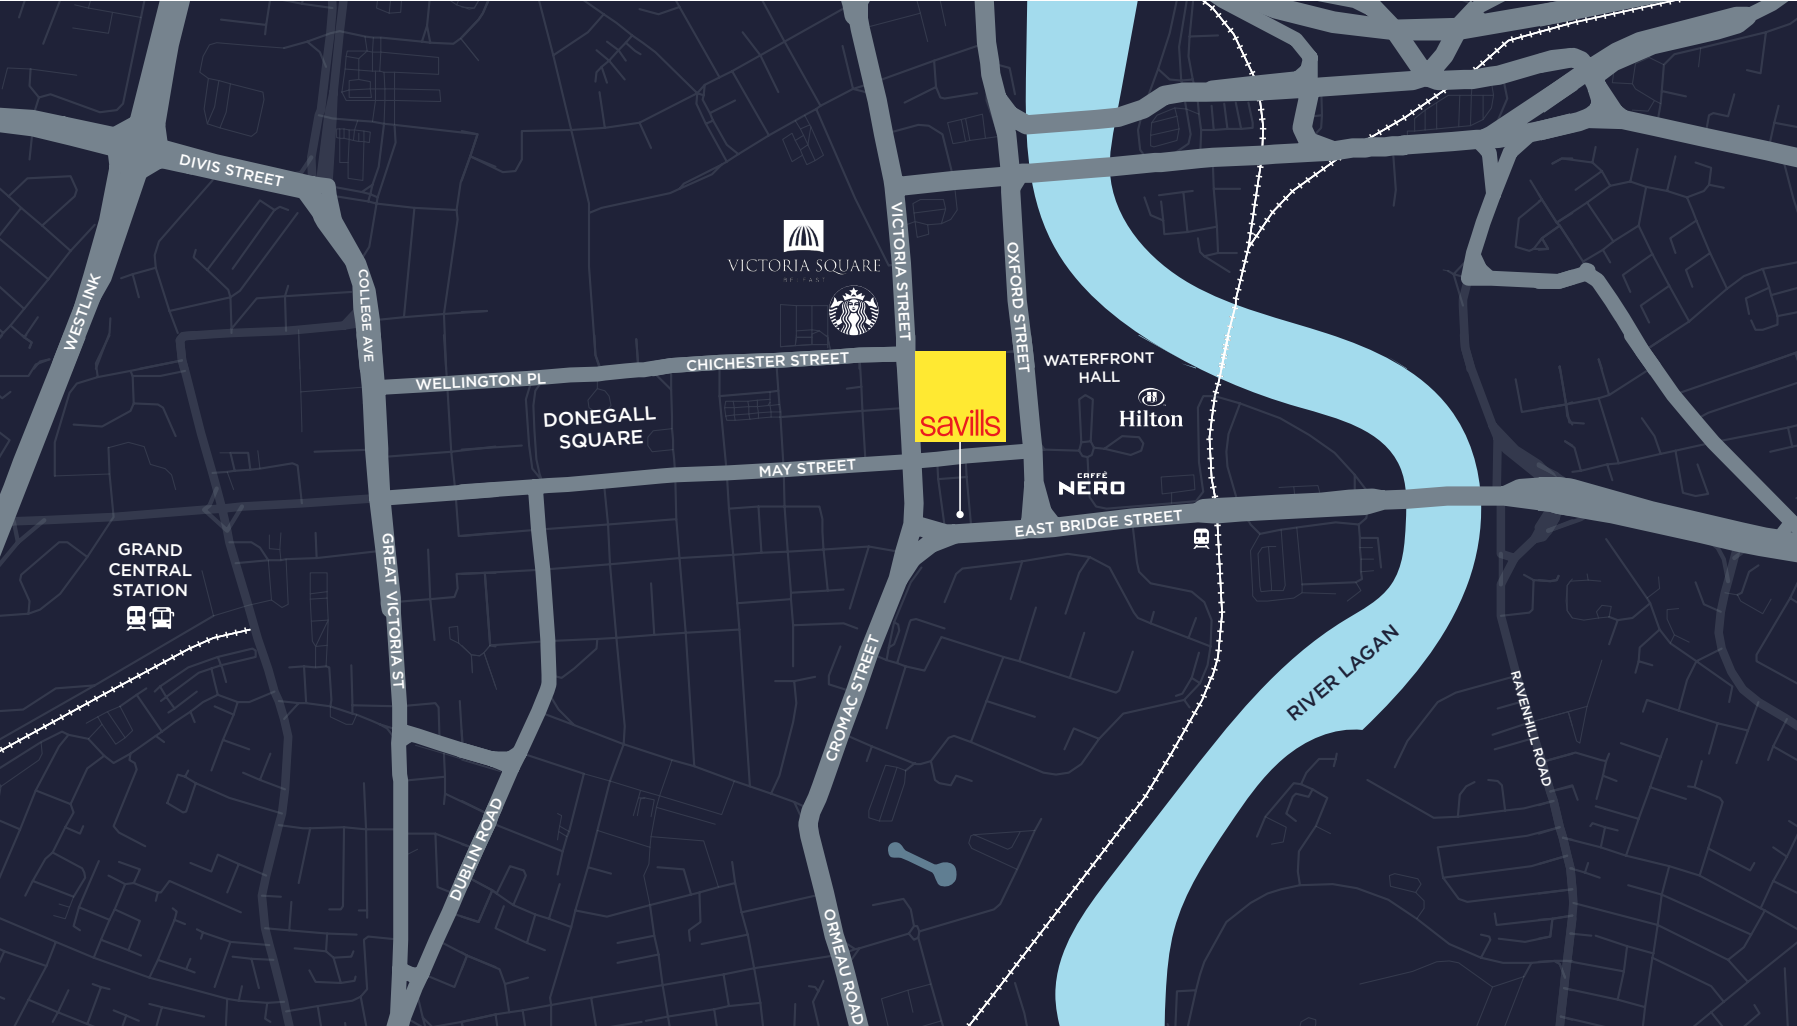 DIVIS STREET
WESTLINK
COLLEGE AVE
VICTORIA SQUARE
BELFAST
VICTORIA STREET
OXFORD STREET
WELLINGTON PL
CHICHESTER STREET
WATERFRONT
HALL
Hilton
savills
DONEGALL
SQUARE
MAY STREET
CAFFÈ
NERO
EAST BRIDGE STREET
GRAND
CENTRAL
STATION
GREAT VICTORIA ST
CROMAC STREET
RIVER LAGAN
RAVENHILL ROAD
DUBLIN ROAD
ORMEAU ROAD